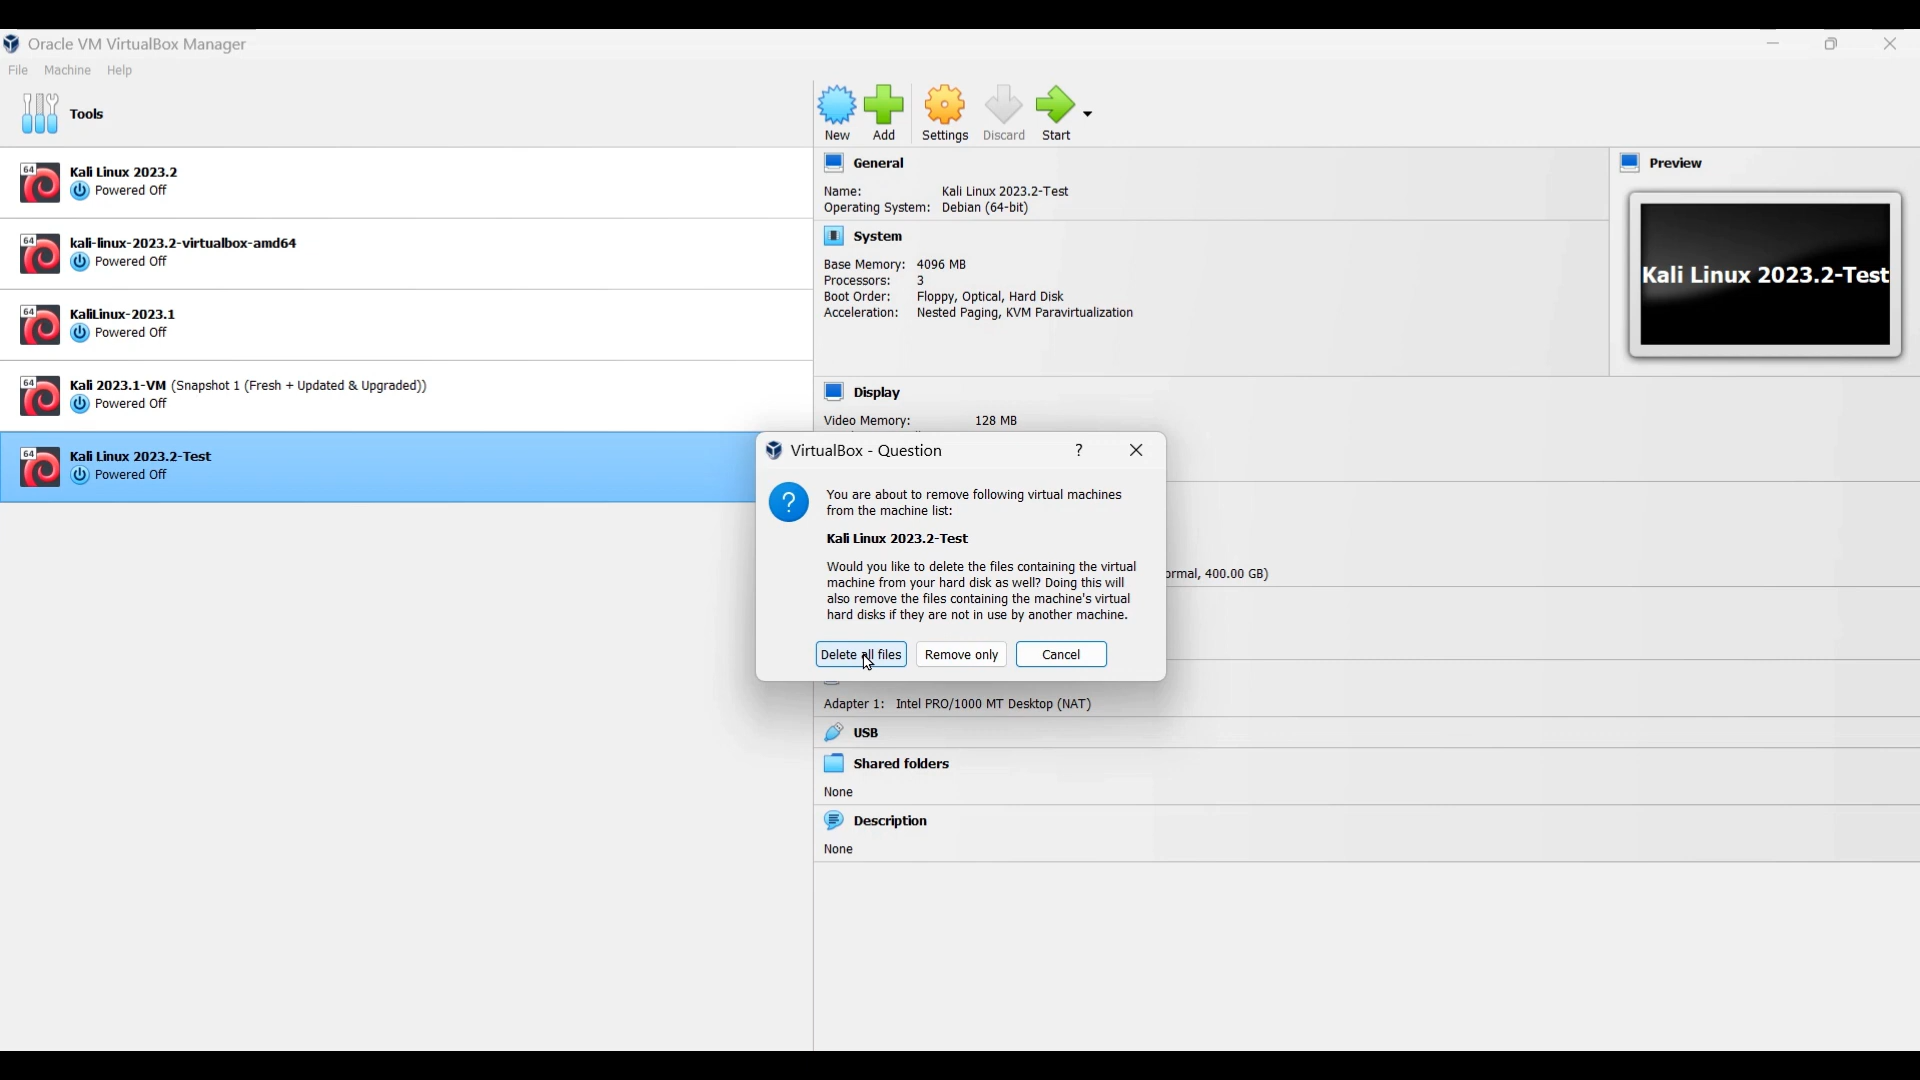 Oracle VM VirtualBox Manager
File Machine Help
Tools
New Add Settings Discard Start
64
Kali Linux 2023.2
Powered Off
64
kali-linux-2023.2-virtualbox-amd64
Powered Off
64
KaliLinux-2023.1
Powered Off
64
Kali 2023.1-VM (Snapshot 1 (Fresh + Updated & Upgraded))
Powered Off
64
Kali Linux 2023.2-Test
Powered Off
General
Name: Kali Linux 2023.2-Test
Operating System: Debian (64-bit)
System
Base Memory: 4096 MB
Processors: 3
Boot Order: Floppy, Optical, Hard Disk
Acceleration: Nested Paging, KVM Paravirtualization
Preview
Kali Linux 2023.2-Test
Display
Video Memory: 128 MB
VirtualBox - Question
?
?
You are about to remove following virtual machines
from the machine list:
Kali Linux 2023.2-Test
Would you like to delete the files containing the virtual
machine from your hard disk as well? Doing this will
also remove the files containing the machine's virtual
hard disks if they are not in use by another machine.
Delete all files Remove only Cancel
ormal, 400.00 GB)
Adapter 1: Intel PRO/1000 MT Desktop (NAT)
USB
Shared folders
None
Description
None